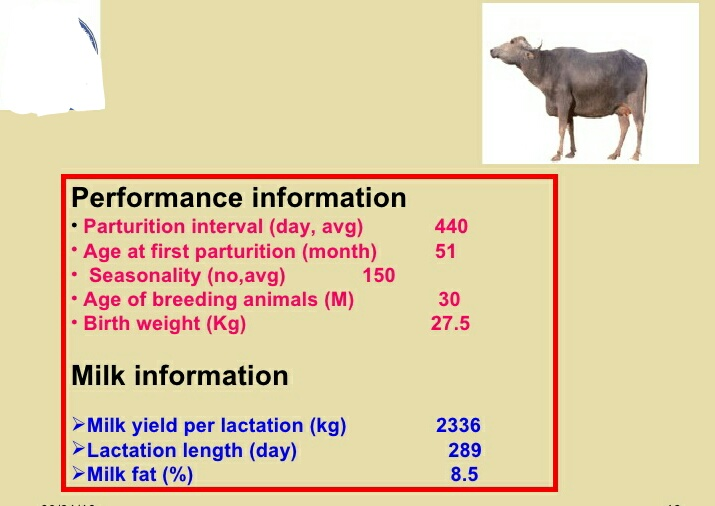 Performance information
• Parturition interval (day, avg) 440
• Age at first parturition (month) 51
• Seasonality (no,avg) 150
• Age of breeding animals (M) 30
• Birth weight (Kg) 27.5
Milk information
➢Milk yield per lactation (kg) 2336
➢Lactation length (day) 289
➢Milk fat (%) 8.5